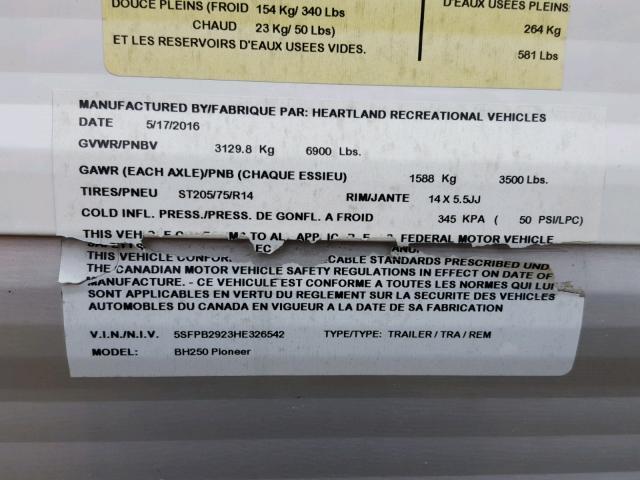 DOUCE PLEINS (FROID 154 Kg/ 340 Lbs
CHAUD 23 Kg/ 50 Lbs)
ET LES RESERVOIRS D'EAUX USEES VIDES.
D'EAUX USEES PLEINS
264 KG
581 Lbs
MANUFACTURED BY/FABRIQUE PAR: HEARTLAND RECREATIONAL VEHICLES
DATE 5/17/2016
GVWR/PNBV 3129.8 Kg 6900 Lbs.
GAWR (EACH AXLE)/PNB (CHAQUE ESSIEU) 1588 Kg 3500 Lbs.
TIRES/PNEU ST205/75/R14 RIM/JANTE 14 X 5.5JJ
COLD INFL. PRESS./PRESS. DE GONFL. A FROID 345 KPA ( 50 PSI/LPC)
THIS FEDERAL MOTOR VEHICLE
THIS VEHICLE STANDARDS PRESCRIBED UND
THE CANADIAN MOTOR VEHICLE SAFETY REGULATIONS IN EFFECT ON DATE OF
MANUFACTURE. - CE VEHICULE EST CONFORME A TOUTES LES NORMES QUI LUI
SONT APPLICABLES EN VERTU DU REGLEMENT SUR LA SECURITE DES VEHICLES
AUTOMOBILES DU CANADA EN VIGUEUR A LA DATE DE SA FABRICATION
V.I.N./N.I.V. 5SFPB2923HE326542 TYPE/TYPE: TRAILER / TRA / REM
MODEL: BH250 Pioneer